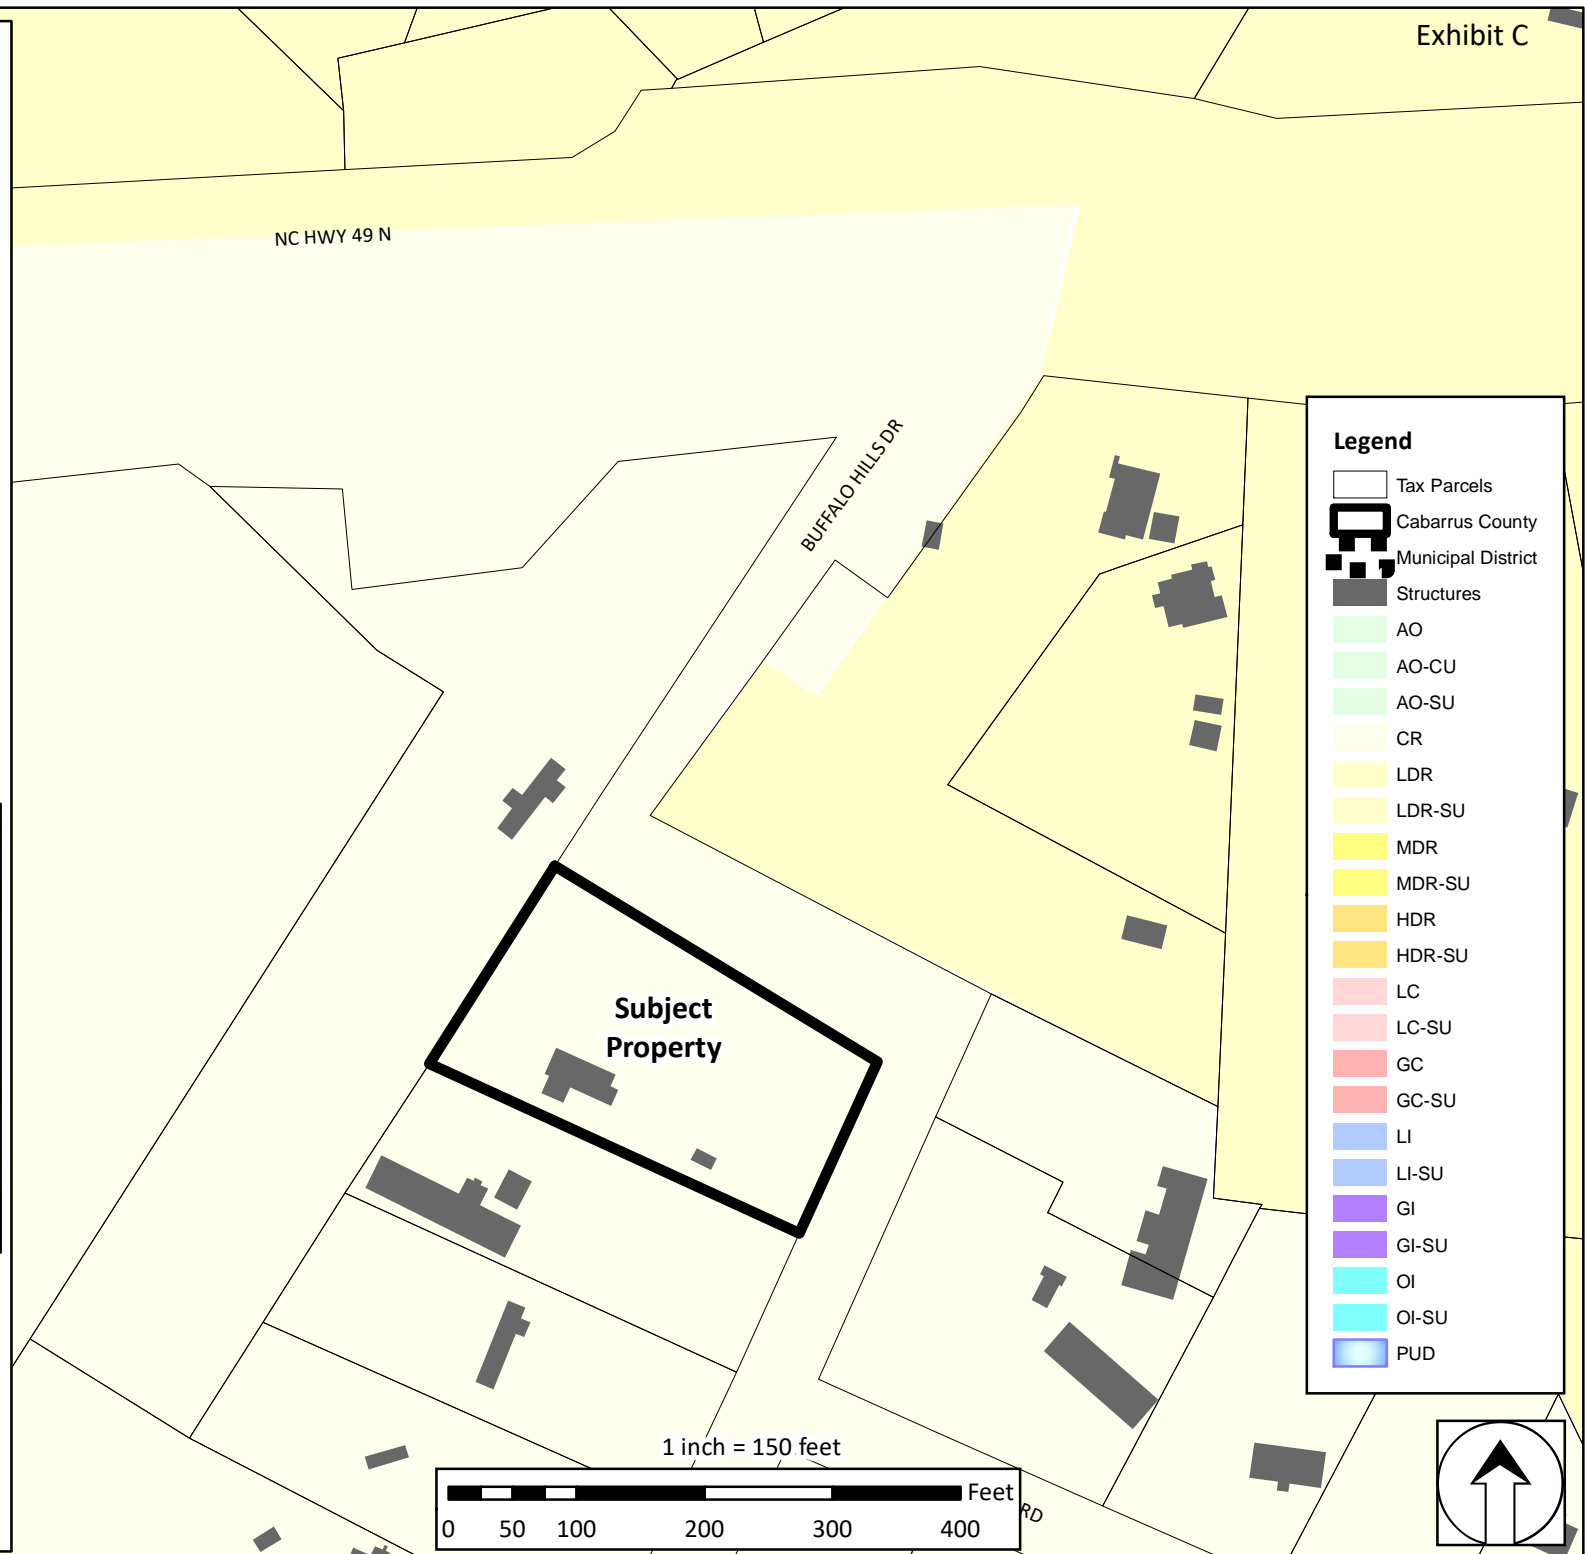 Exhibit C
NC HWY 49 N
BUFFALO HILLS DR
Legend
Tax Parcels
Cabarrus County
Municipal District
Structures
AO
AO-CU
AO-SU
CR
LDR
LDR-SU
MDR
MDR-SU
HDR
HDR-SU
LC
LC-SU
GC
GC-SU
LI
LI-SU
GI
GI-SU
OI
OI-SU
PUD
Subject
Property
1 inch = 150 feet
Feet
0 50 100 200 300 400
RD